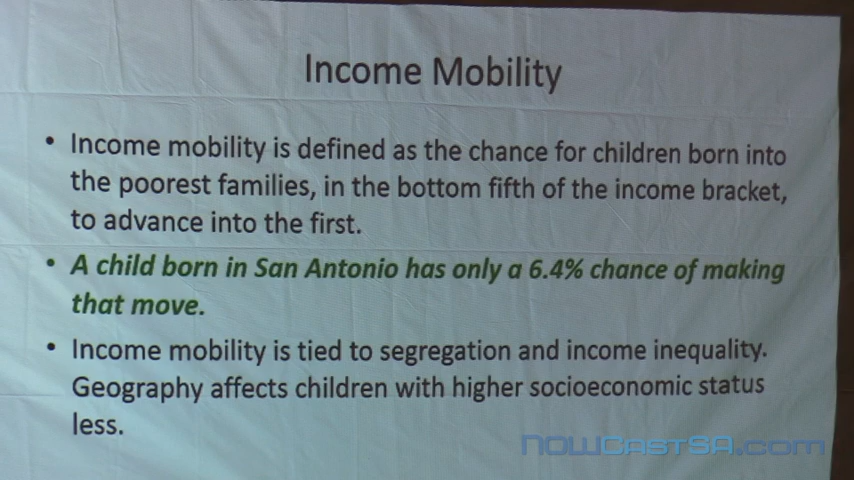 Income Mobility
• Income mobility is defined as the chance for children born into
the poorest families, in the bottom fifth of the income bracket,
to advance into the first.
• A child born in San Antonio has only a 6.4% chance of making
that move.
• Income mobility is tied to segregation and income inequality.
Geography affects children with higher socioeconomic status
less.
NOWCastSA.com